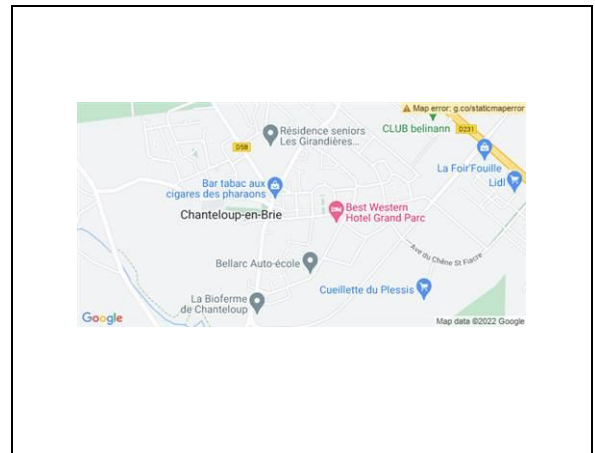 Map error: g.co/staticmaperror
Résidence seniors
Les Girandières...
CLUB belinann
D231
D5B
La Foir'Fouille
Lidl
Bar tabac aux
cigares des pharaons
Chanteloup-en-Brie
Best Western
Hotel Grand Parc
Ave du Chêne St Fiacre
Bellarc Auto-école
Cueillette du Plessis
La Bioferme
de Chanteloup
Google
Map data ©2022 Google